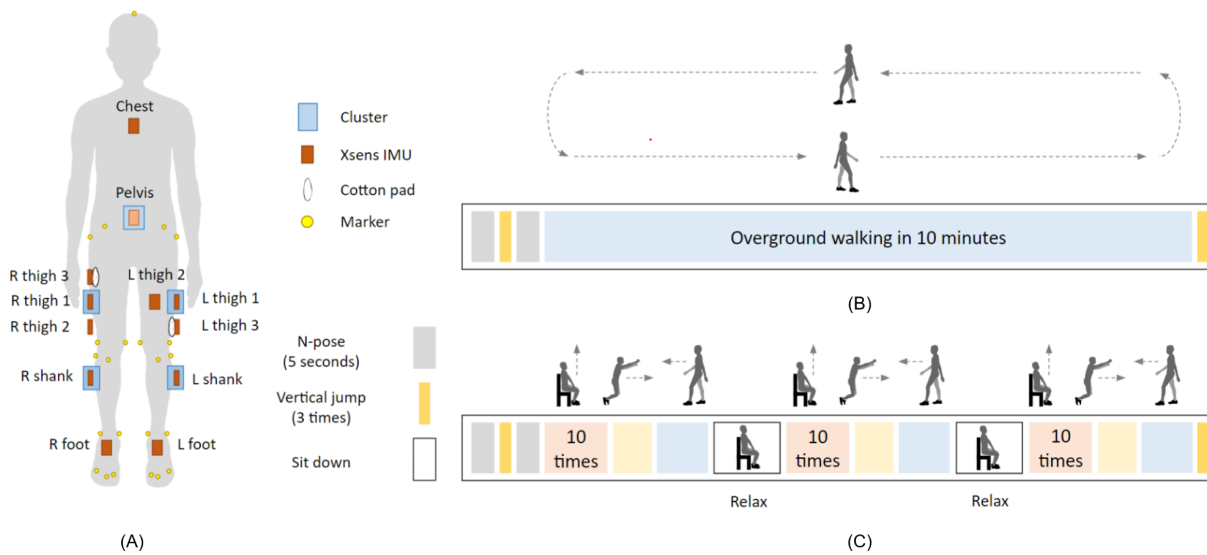 Chest
Pelvis
R thigh 3
L thigh 2
R thigh 1
L thigh 1
R thigh 2
L thigh 3
R shank
L shank
R foot
L foot
(A)
Cluster
Xsens IMU
Cotton pad
Marker
N-pose
(5 seconds)
Vertical jump
(3 times)
Sit down
Overground walking in 10 minutes
(B)
10
times
10
times
10
times
Relax
Relax
(C)